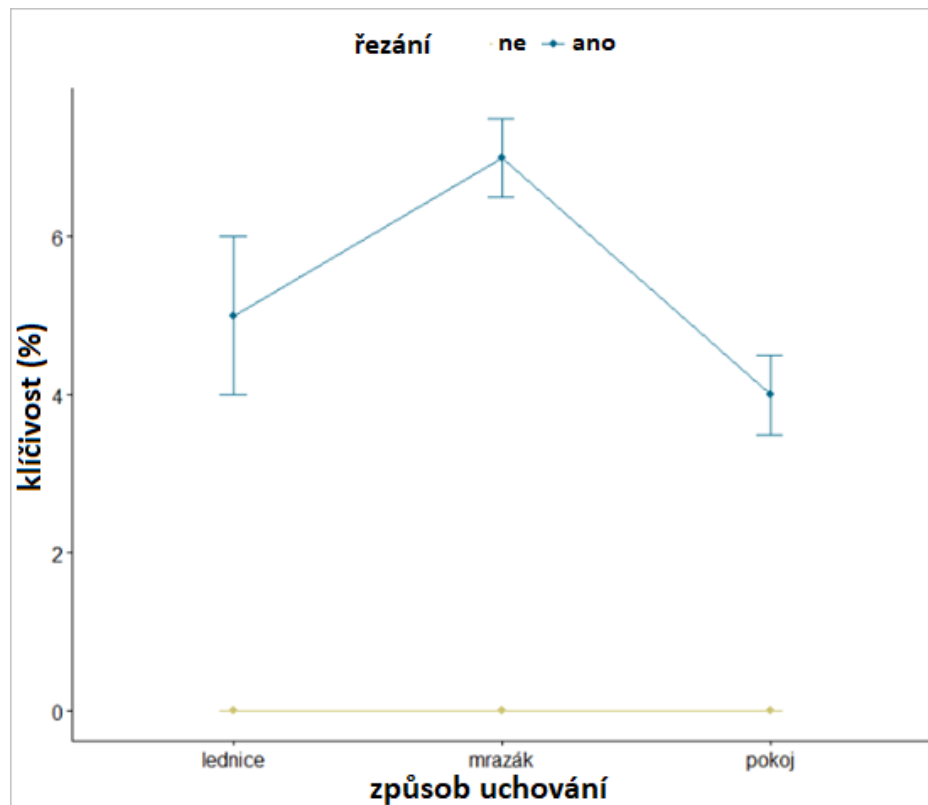 řezání ne ano
6
4
2
0
klíčivost (%)
lednice mrazák pokoj
způsob uchování